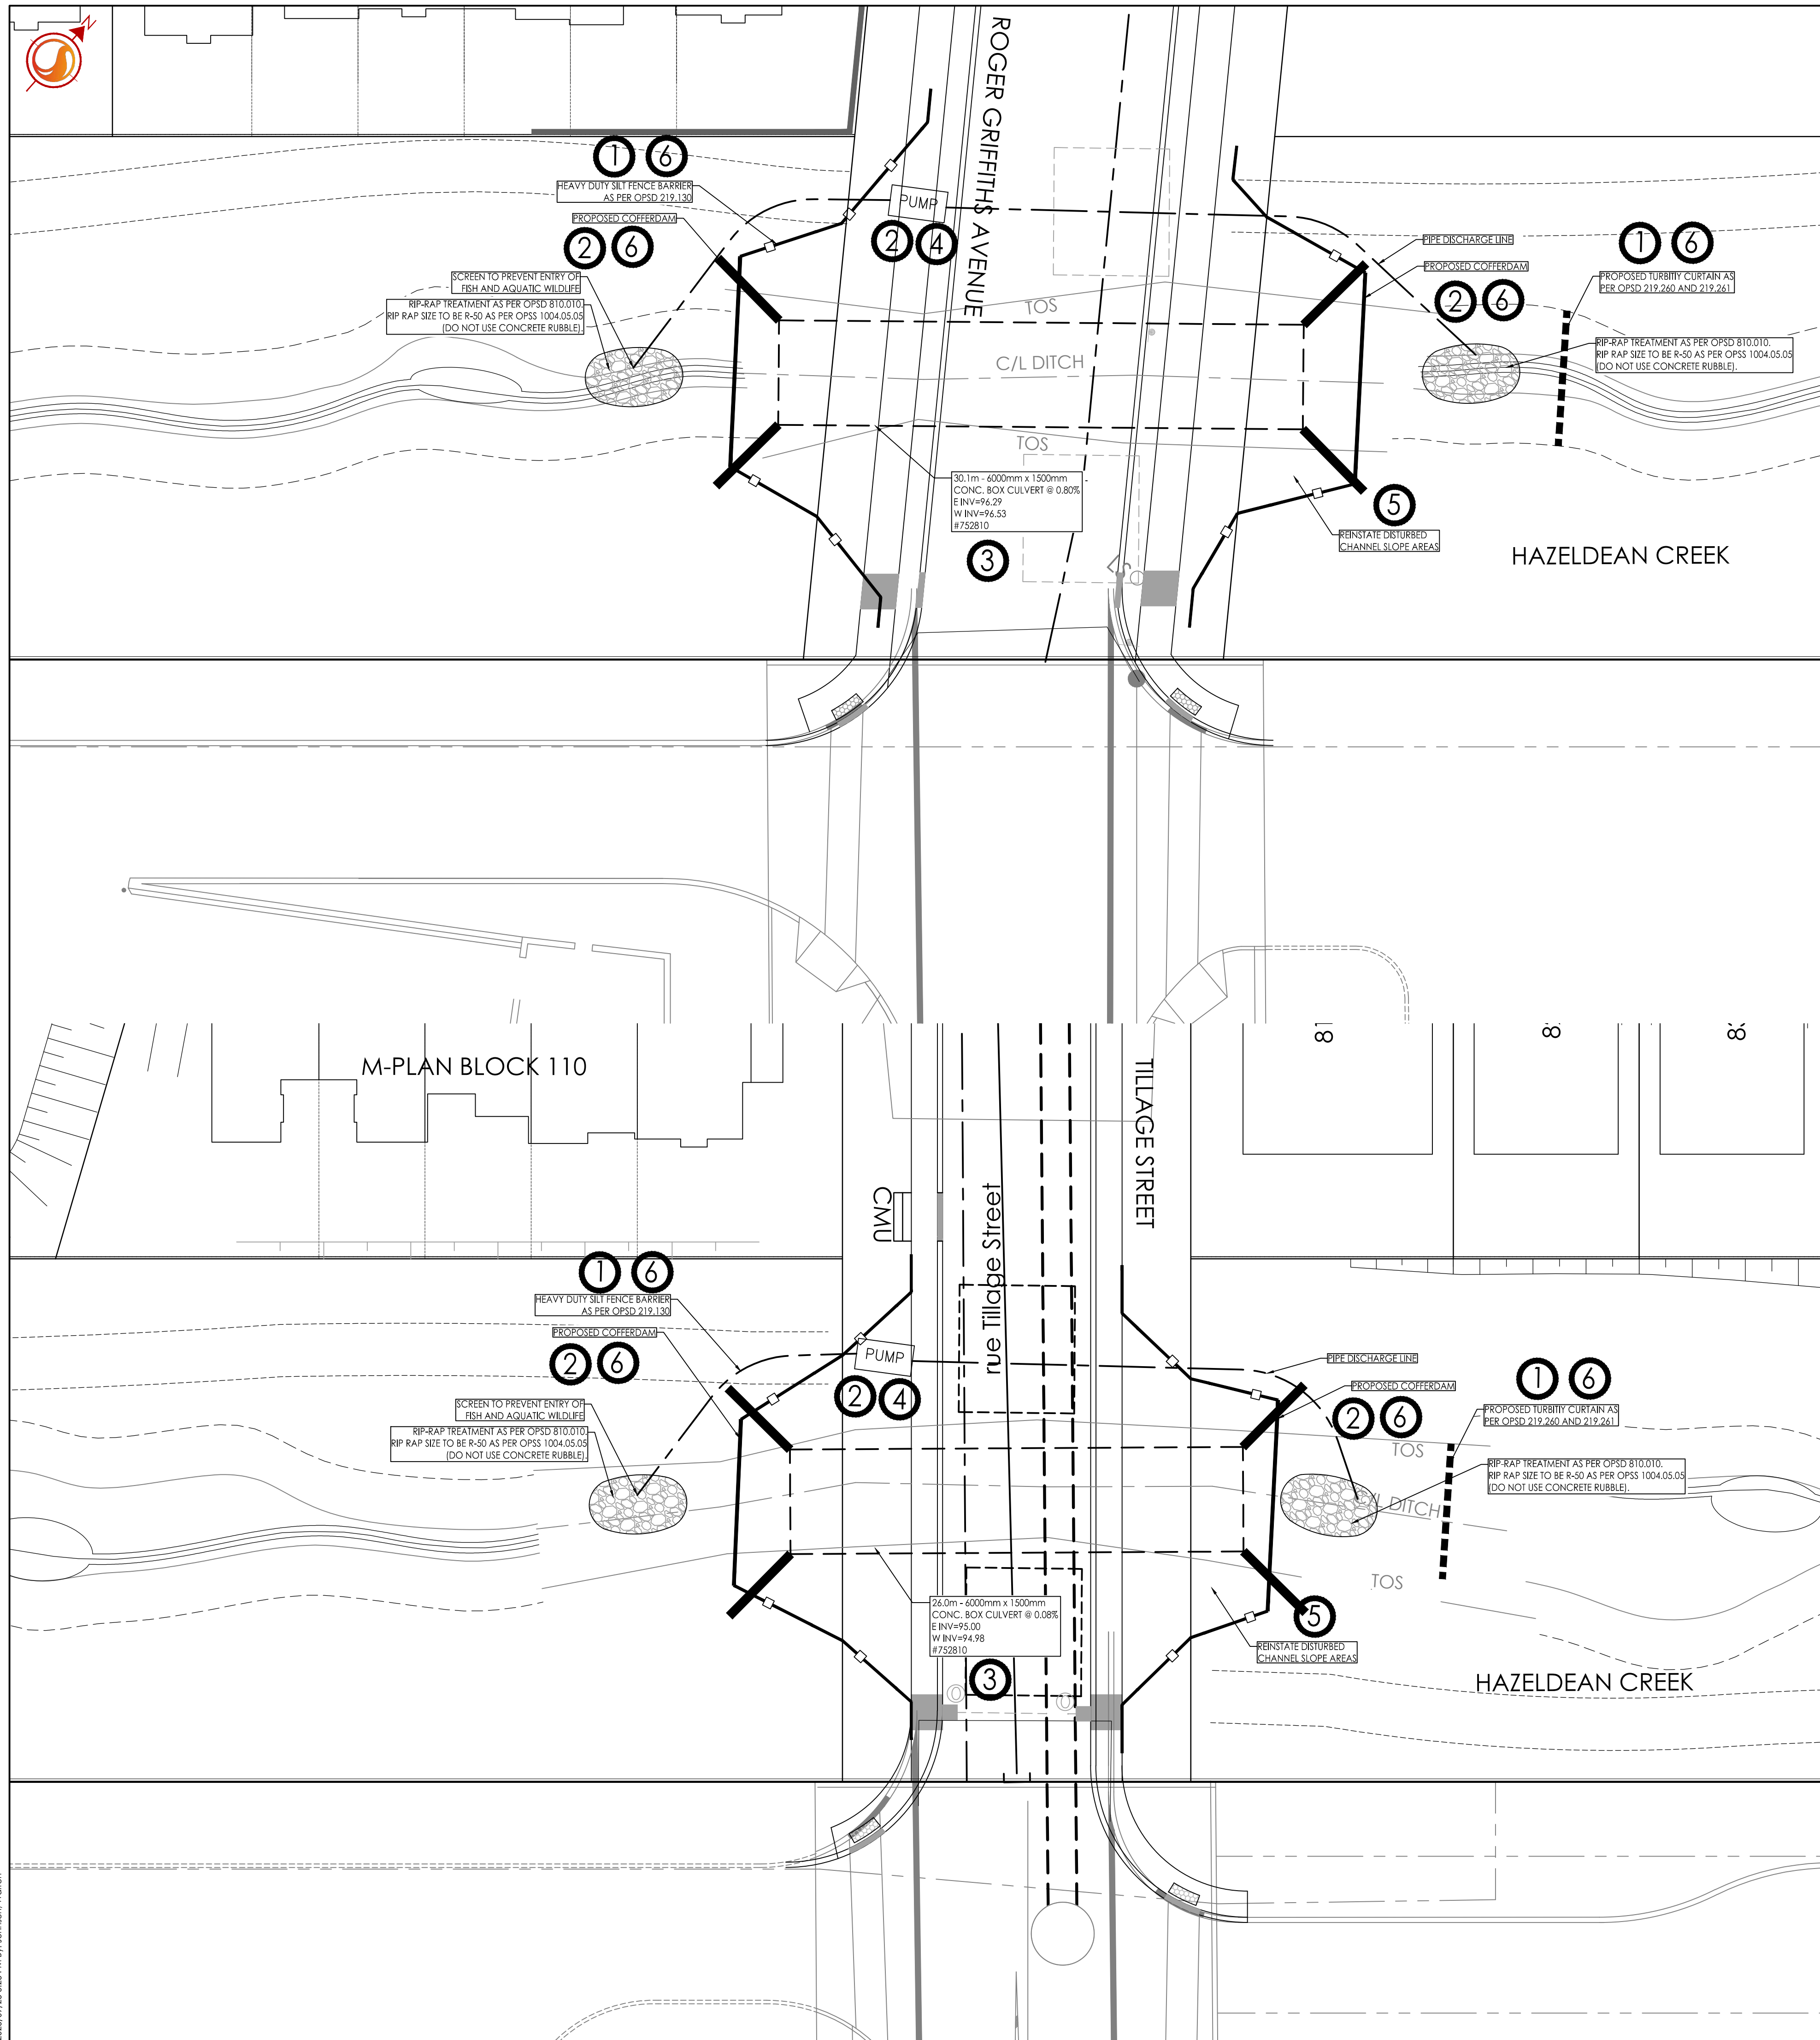 N
ROGER GRIFFITHS AVENUE
1 6
HEAVY DUTY SILT FENCE BARRIER
AS PER OPSD 219.130
PROPOSED COFFERDAM
2 6
SCREEN TO PREVENT ENTRY OF
FISH AND AQUATIC WILDLIFE
RIP-RAP TREATMENT AS PER OPSD 810.010.
RIP RAP SIZE TO BE R-50 AS PER OPSS 1004.05.05
(DO NOT USE CONCRETE RUBBLE).
PUMP
2 4
PIPE DISCHARGE LINE
PROPOSED COFFERDAM
2 6
1 6
PROPOSED TURBITIY CURTAIN AS
PER OPSD 219.260 AND 219.261
RIP-RAP TREATMENT AS PER OPSD 810.010.
RIP RAP SIZE TO BE R-50 AS PER OPSS 1004.05.05
(DO NOT USE CONCRETE RUBBLE).
TOS
C/L DITCH
TOS
30.1m - 6000mm x 1500mm
CONC. BOX CULVERT @ 0.80%
E INV=96.29
W INV=96.53
#752810
3
5
REINSTATE DISTURBED
CHANNEL SLOPE AREAS
HAZELDEAN CREEK
M-PLAN BLOCK 110
TILLAGE STREET
rue Tillage Street
CMU
8
8
8
1 6
HEAVY DUTY SILT FENCE BARRIER
AS PER OPSD 219.130
PROPOSED COFFERDAM
2 6
SCREEN TO PREVENT ENTRY OF
FISH AND AQUATIC WILDLIFE
RIP-RAP TREATMENT AS PER OPSD 810.010.
RIP RAP SIZE TO BE R-50 AS PER OPSS 1004.05.05
(DO NOT USE CONCRETE RUBBLE).
PUMP
2 4
PIPE DISCHARGE LINE
PROPOSED COFFERDAM
2 6
1 6
PROPOSED TURBITIY CURTAIN AS
PER OPSD 219.260 AND 219.261
RIP-RAP TREATMENT AS PER OPSD 810.010.
RIP RAP SIZE TO BE R-50 AS PER OPSS 1004.05.05
(DO NOT USE CONCRETE RUBBLE).
TOS
C/L DITCH
TOS
26.0m - 6000mm x 1500mm
CONC. BOX CULVERT @ 0.08%
E INV=95.00
W INV=94.98
#752810
3
5
REINSTATE DISTURBED
CHANNEL SLOPE AREAS
HAZELDEAN CREEK